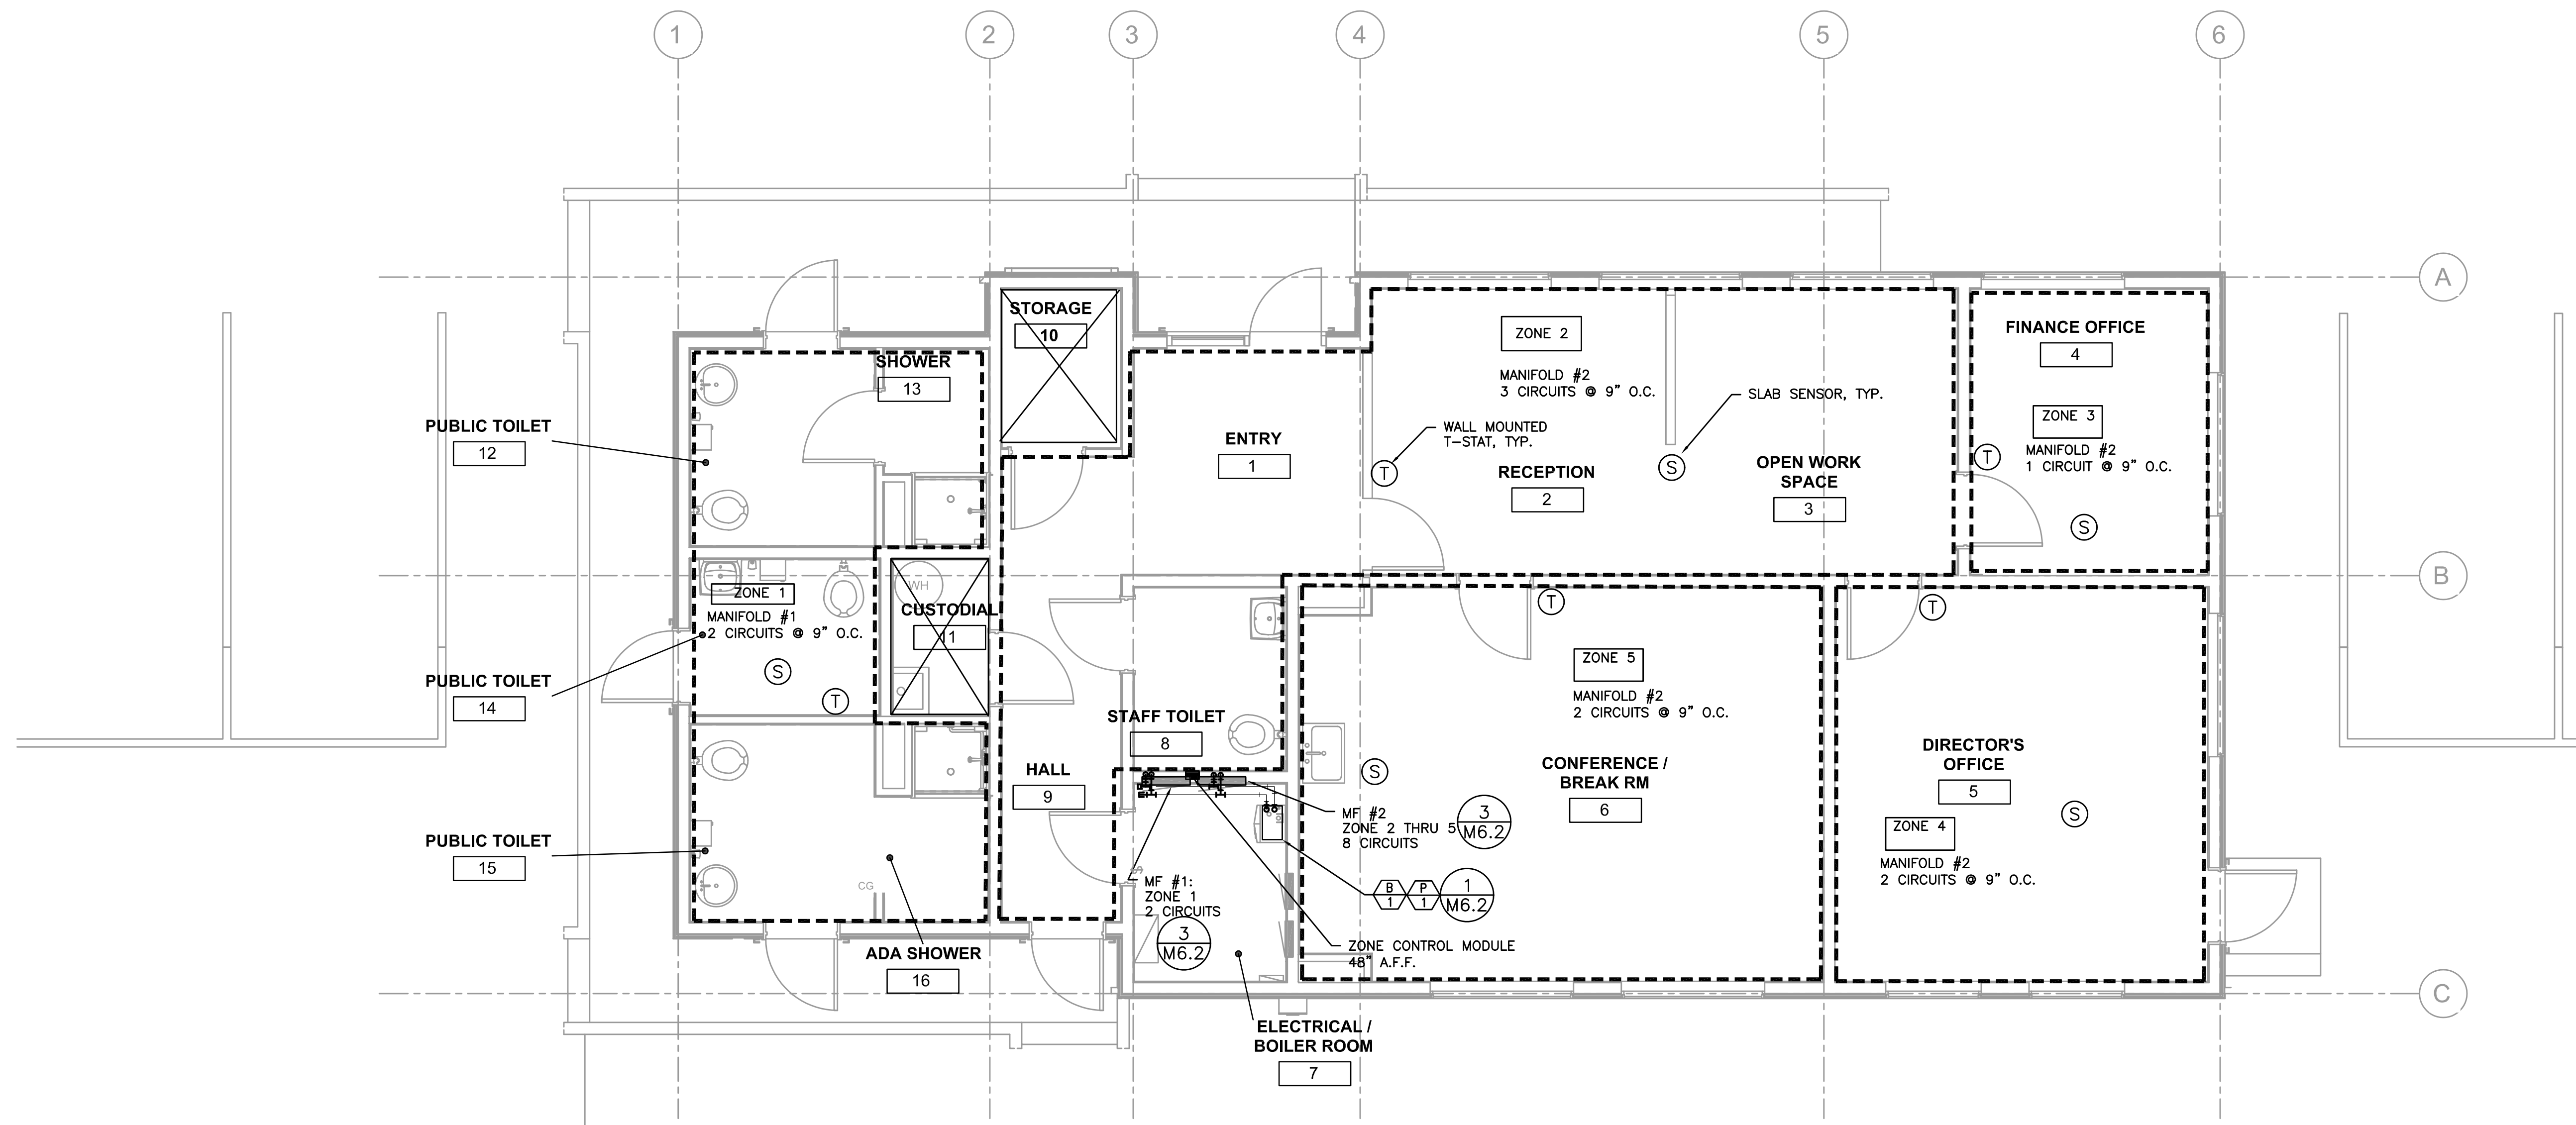 1
2
3
4
5
6
A
B
C
STORAGE
10
SHOWER
13
PUBLIC TOILET
12
ENTRY
1
ZONE 2
MANIFOLD #2
3 CIRCUITS @ 9" O.C.
WALL MOUNTED
T-STAT, TYP.
T
RECEPTION
2
SLAB SENSOR, TYP.
S
OPEN WORK
SPACE
3
FINANCE OFFICE
4
ZONE 3
MANIFOLD #2
1 CIRCUIT @ 9" O.C.
T
S
ZONE 1
MANIFOLD #1
2 CIRCUITS @ 9" O.C.
S
T
PUBLIC TOILET
14
WH
CUSTODIAL
11
STAFF TOILET
8
HALL
9
T
ZONE 5
MANIFOLD #2
2 CIRCUITS @ 9" O.C.
S
CONFERENCE /
BREAK RM
6
T
DIRECTOR'S
OFFICE
5
S
ZONE 4
MANIFOLD #2
2 CIRCUITS @ 9" O.C.
MF #2
ZONE 2 THRU 5
8 CIRCUITS
3
M6.2
B
1
P
1
1
M6.2
MF #1:
ZONE 1
2 CIRCUITS
3
M6.2
ZONE CONTROL MODULE
48" A.F.F.
PUBLIC TOILET
15
CG
ADA SHOWER
16
ELECTRICAL /
BOILER ROOM
7